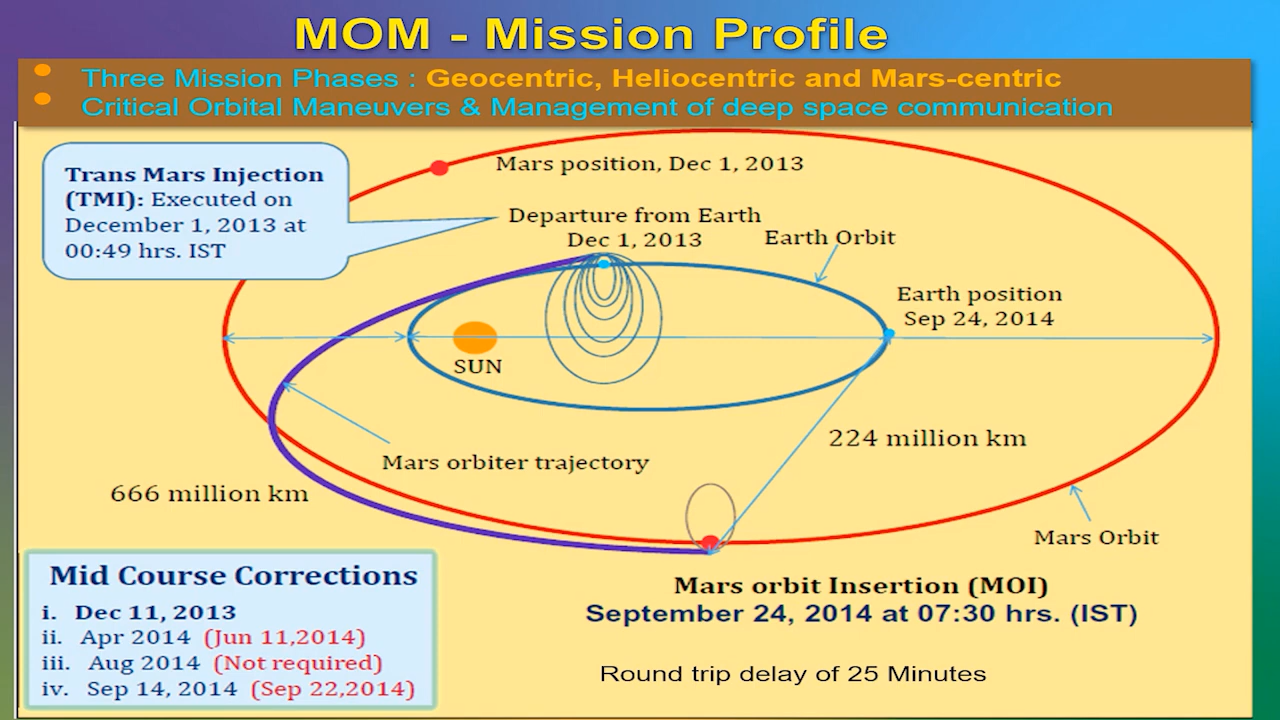 MOM - Mission Profile
Three Mission Phases : Geocentric, Heliocentric and Mars-centric
Critical Orbital Maneuvers & Management of deep space communication
Trans Mars Injection
(TMI): Executed on
December 1, 2013 at
00:49 hrs. IST
Mars position, Dec 1, 2013
Departure from Earth
Dec 1, 2013
Earth Orbit
Earth position
Sep 24, 2014
SUN
224 million km
Mars orbiter trajectory
666 million km
Mars Orbit
Mid Course Corrections
i. Dec 11, 2013
ii. Apr 2014 (Jun 11,2014)
iii. Aug 2014 (Not required)
iv. Sep 14, 2014 (Sep 22,2014)
Mars orbit Insertion (MOI)
September 24, 2014 at 07:30 hrs. (IST)
Round trip delay of 25 Minutes